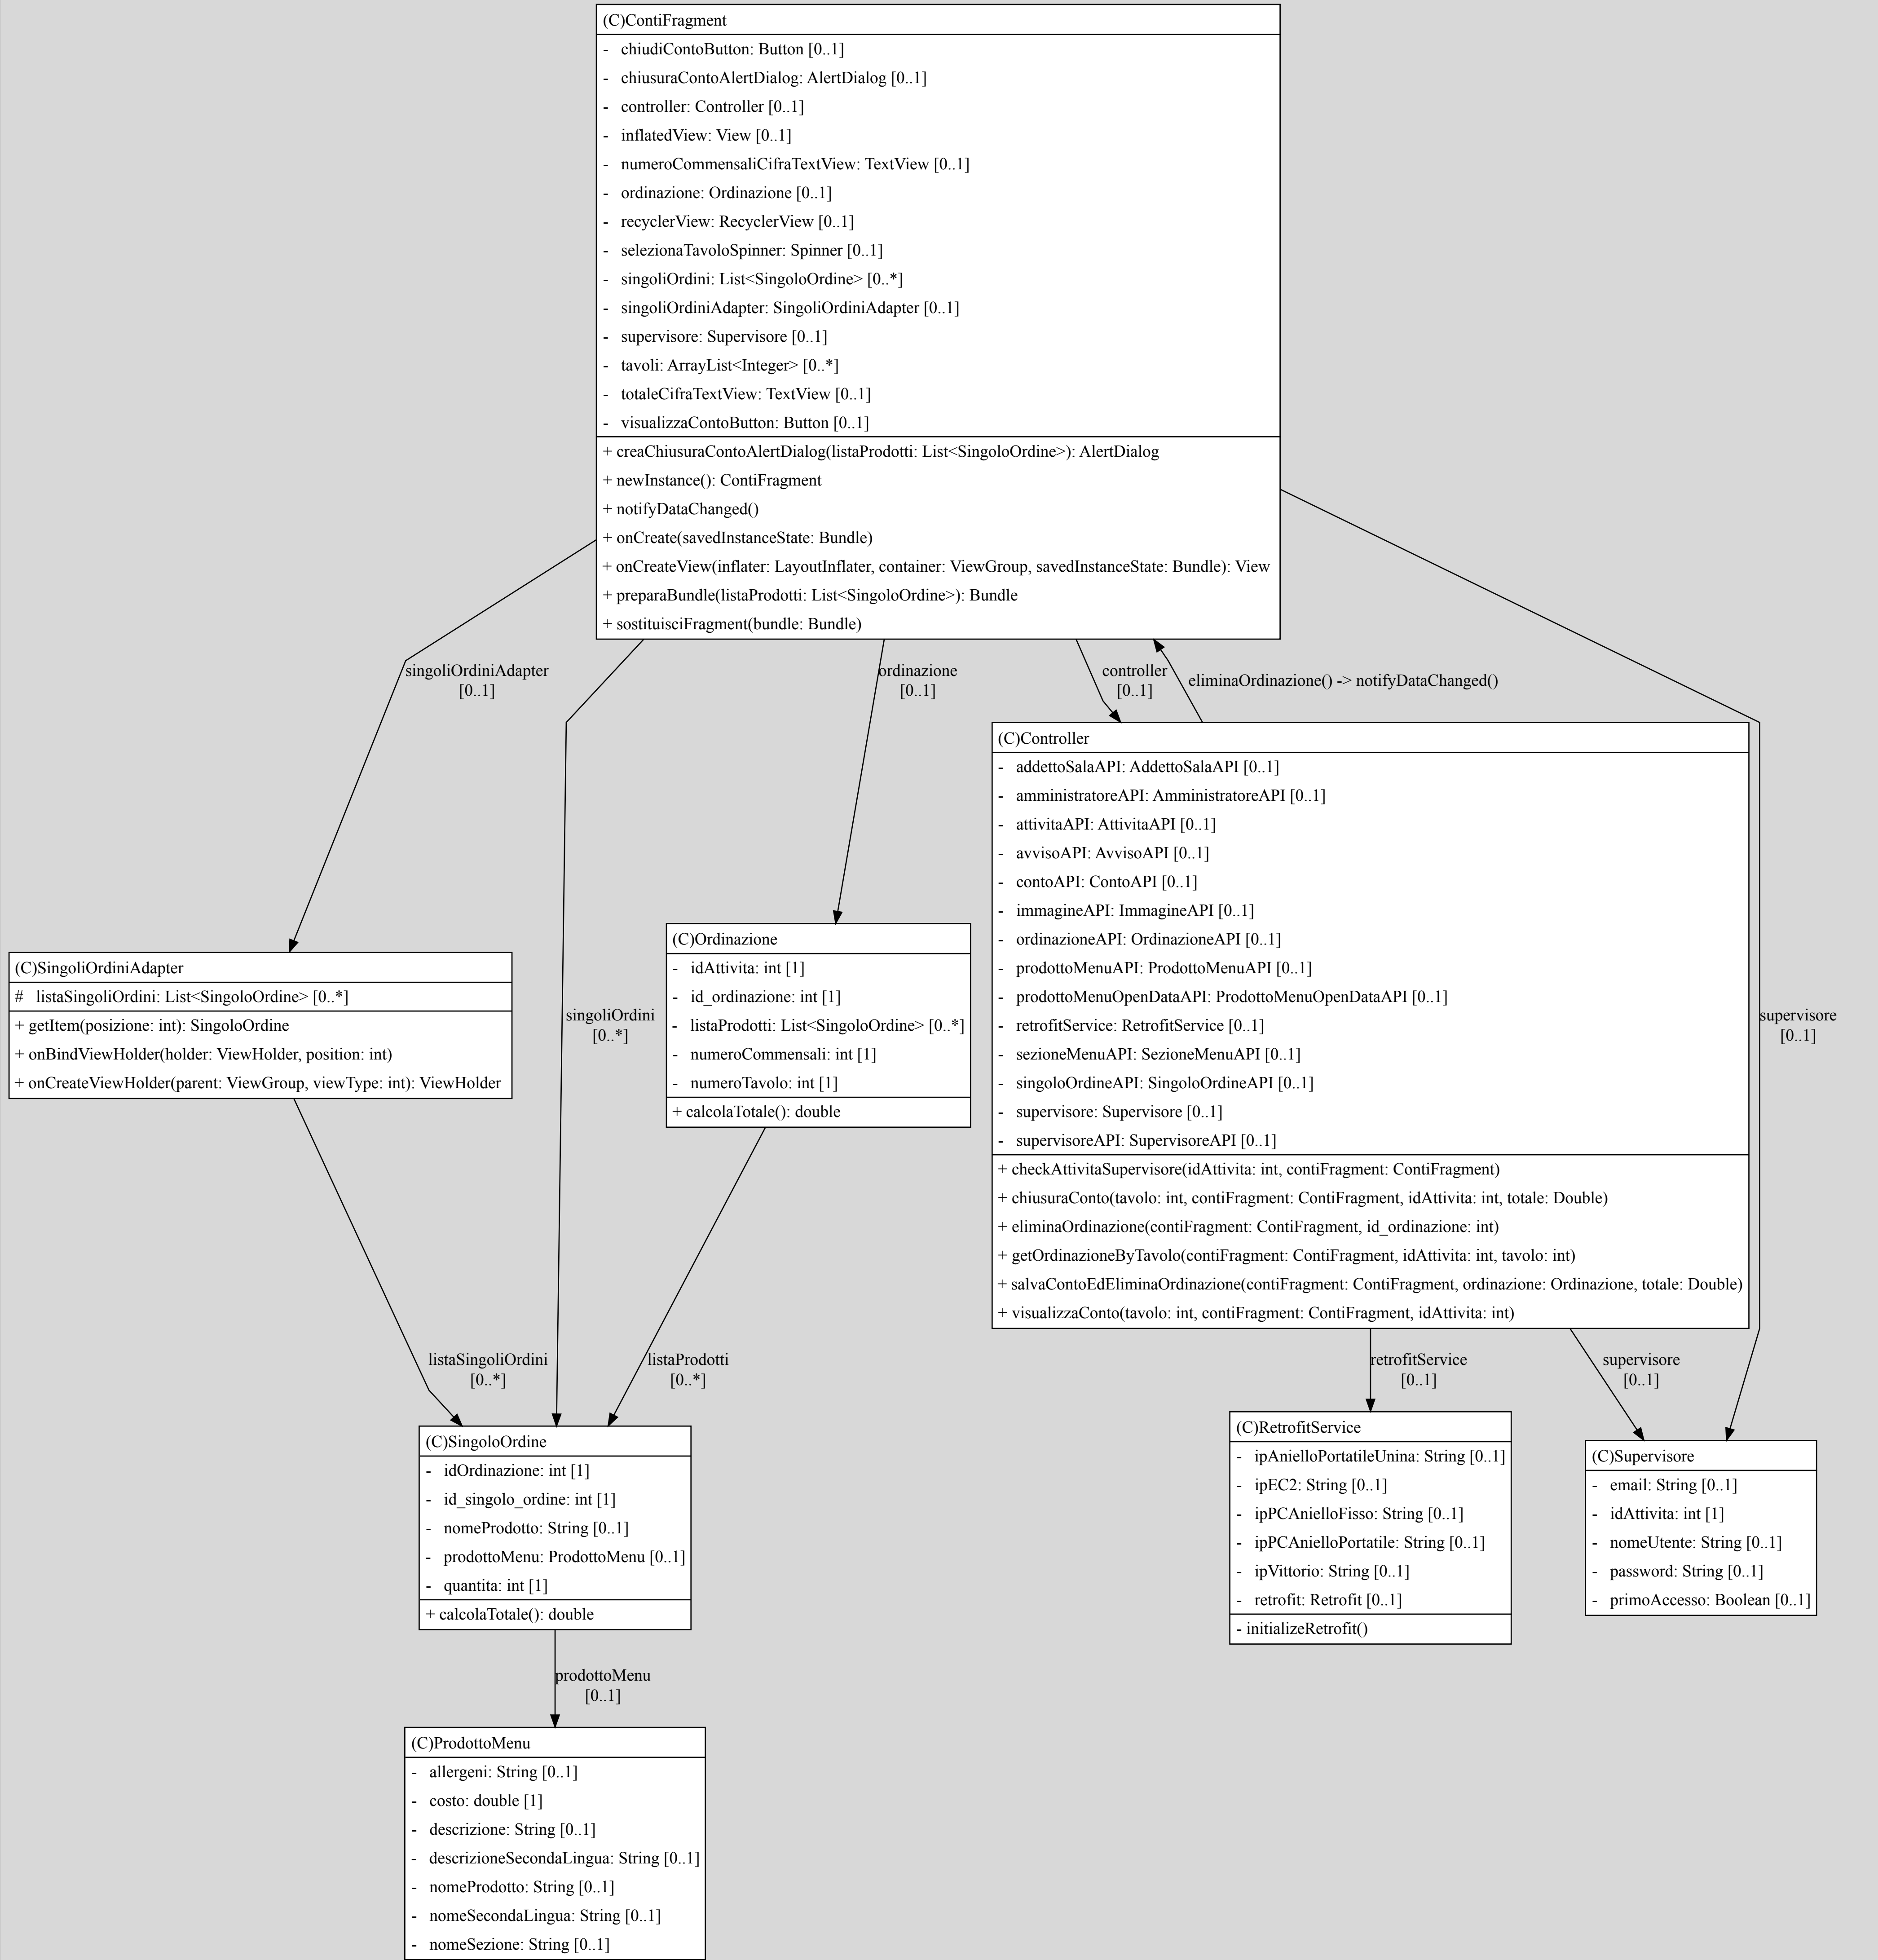 (C)ContiFragment
- chiudiContoButton: Button [0..1]
- chiusuraContoAlertDialog: AlertDialog [0..1]
- controller: Controller [0..1]
- inflatedView: View [0..1]
- numeroCommensaliCifraTextView: TextView [0..1]
- ordinazione: Ordinazione [0..1]
- recyclerView: RecyclerView [0..1]
- selezionaTavoloSpinner: Spinner [0..1]
- singoliOrdini: List<SingoloOrdine> [0..*]
- singoliOrdiniAdapter: SingoliOrdiniAdapter [0..1]
- supervisore: Supervisore [0..1]
- tavoli: ArrayList<Integer> [0..*]
- totaleCifraTextView: TextView [0..1]
- visualizzaContoButton: Button [0..1]
+ creaChiusuraContoAlertDialog(listaProdotti: List<SingoloOrdine>): AlertDialog
+ newInstance(): ContiFragment
+ notifyDataChanged()
+ onCreate(savedInstanceState: Bundle)
+ onCreateView(inflater: LayoutInflater, container: ViewGroup, savedInstanceState: Bundle): View
+ preparaBundle(listaProdotti: List<SingoloOrdine>): Bundle
+ sostituisciFragment(bundle: Bundle)
singoliOrdiniAdapter
[0..1]
ordinazione
[0..1]
controller
[0..1]
eliminaOrdinazione() -> notifyDataChanged()
(C)Controller
- addettoSalaAPI: AddettoSalaAPI [0..1]
- amministratoreAPI: AmministratoreAPI [0..1]
- attivitaAPI: AttivitaAPI [0..1]
- avvisoAPI: AvvisoAPI [0..1]
- contoAPI: ContoAPI [0..1]
- immagineAPI: ImmagineAPI [0..1]
- ordinazioneAPI: OrdinazioneAPI [0..1]
- prodottoMenuAPI: ProdottoMenuAPI [0..1]
- prodottoMenuOpenDataAPI: ProdottoMenuOpenDataAPI [0..1]
- retrofitService: RetrofitService [0..1]
- sezioneMenuAPI: SezioneMenuAPI [0..1]
- singoloOrdineAPI: SingoloOrdineAPI [0..1]
- supervisore: Supervisore [0..1]
- supervisoreAPI: SupervisoreAPI [0..1]
+ checkAttivitaSupervisore(idAttivita: int, contiFragment: ContiFragment)
+ chiusuraConto(tavolo: int, contiFragment: ContiFragment, idAttivita: int, totale: Double)
+ eliminaOrdinazione(contiFragment: ContiFragment, id_ordinazione: int)
+ getOrdinazioneByTavolo(contiFragment: ContiFragment, idAttivita: int, tavolo: int)
+ salvaContoEdEliminaOrdinazione(contiFragment: ContiFragment, ordinazione: Ordinazione, totale: Double)
+ visualizzaConto(tavolo: int, contiFragment: ContiFragment, idAttivita: int)
(C)SingoliOrdiniAdapter
# listaSingoliOrdini: List<SingoloOrdine> [0..*]
+ getItem(posizione: int): SingoloOrdine
+ onBindViewHolder(holder: ViewHolder, position: int)
+ onCreateViewHolder(parent: ViewGroup, viewType: int): ViewHolder
singoliOrdini
[0..*]
(C)Ordinazione
- idAttivita: int [1]
- id_ordinazione: int [1]
- listaProdotti: List<SingoloOrdine> [0..*]
- numeroCommensali: int [1]
- numeroTavolo: int [1]
+ calcolaTotale(): double
supervisore
[0..1]
listaSingoliOrdini
[0..*]
listaProdotti
[0..*]
retrofitService
[0..1]
supervisore
[0..1]
(C)SingoloOrdine
- idOrdinazione: int [1]
- id_singolo_ordine: int [1]
- nomeProdotto: String [0..1]
- prodottoMenu: ProdottoMenu [0..1]
- quantita: int [1]
+ calcolaTotale(): double
(C)RetrofitService
- ipAnielloPortatileUnina: String [0..1]
- ipEC2: String [0..1]
- ipPCAnielloFisso: String [0..1]
- ipPCAnielloPortatile: String [0..1]
- ipVittorio: String [0..1]
- retrofit: Retrofit [0..1]
- initializeRetrofit()
(C)Supervisore
- email: String [0..1]
- idAttivita: int [1]
- nomeUtente: String [0..1]
- password: String [0..1]
- primoAccesso: Boolean [0..1]
prodottoMenu
[0..1]
(C)ProdottoMenu
- allergeni: String [0..1]
- costo: double [1]
- descrizione: String [0..1]
- descrizioneSecondaLingua: String [0..1]
- nomeProdotto: String [0..1]
- nomeSecondaLingua: String [0..1]
- nomeSezione: String [0..1]